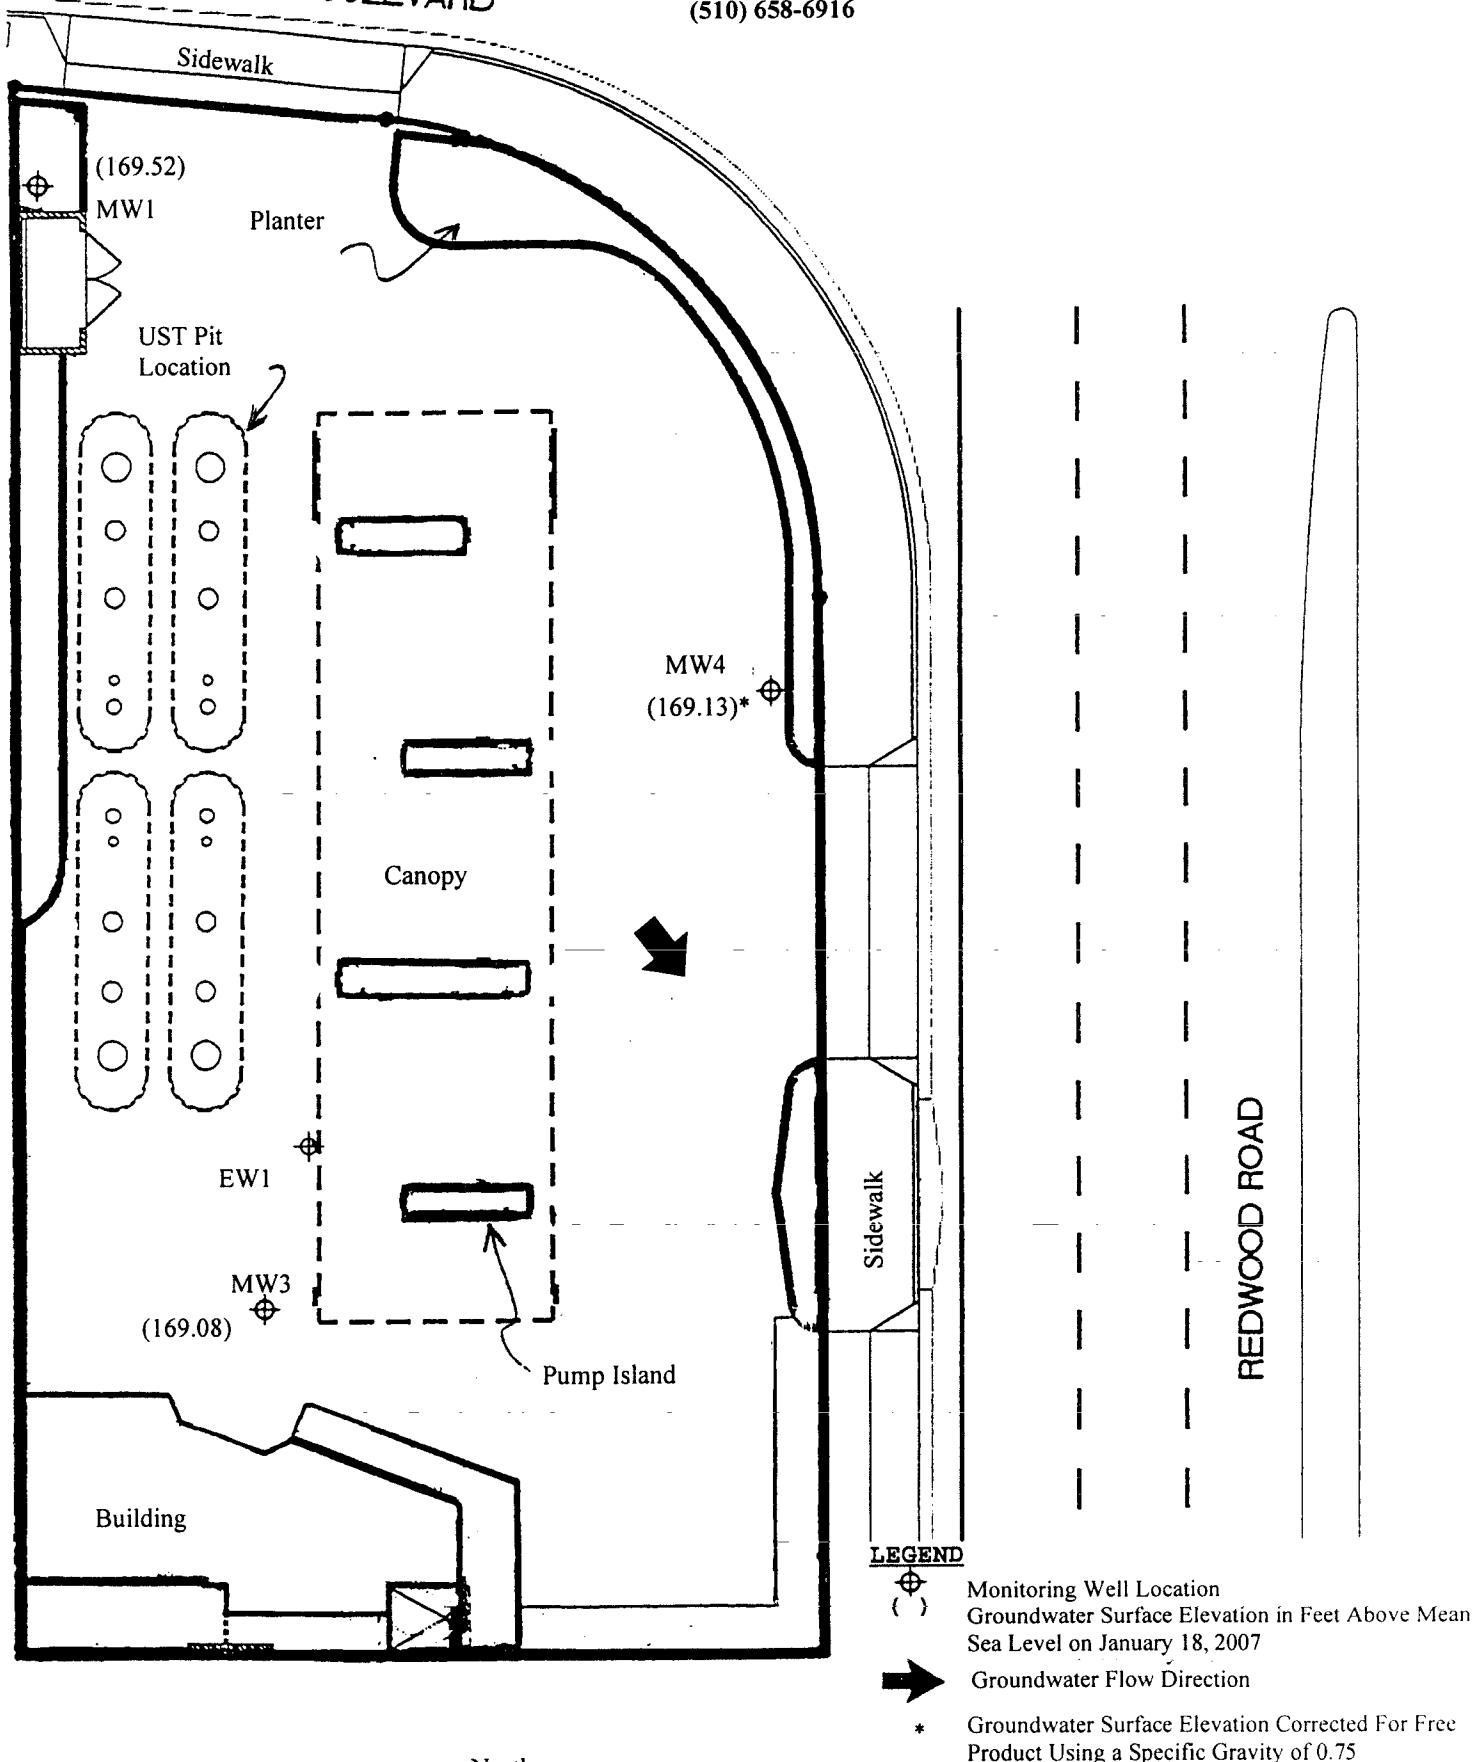 (510) 658-6916
Sidewalk
(169.52)
MW1
Planter
UST Pit
Location
MW4
(169.13)*
Canopy
EW1
Sidewalk
REDWOOD ROAD
MW3
(169.08)
Pump Island
Building
LEGEND
Monitoring Well Location
( ) Groundwater Surface Elevation in Feet Above Mean
Sea Level on January 18, 2007
Groundwater Flow Direction
* Groundwater Surface Elevation Corrected For Free
Product Using a Specific Gravity of 0.75